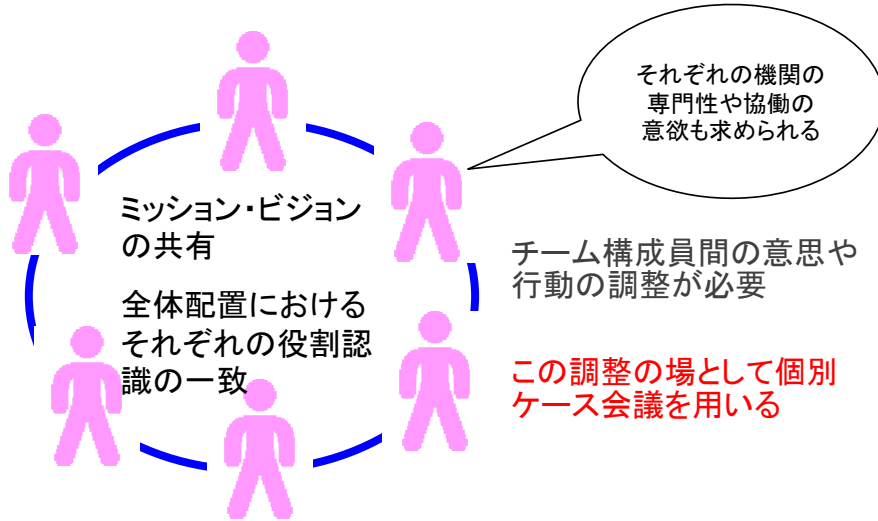 それぞれの機関の
専門性や協働の
意欲も求められる
ミッション・ビジョン
の共有
全体配置における
それぞれの役割認
識の一致
チーム構成員間の意思や
行動の調整が必要
この調整の場として個別
ケース会議を用いる